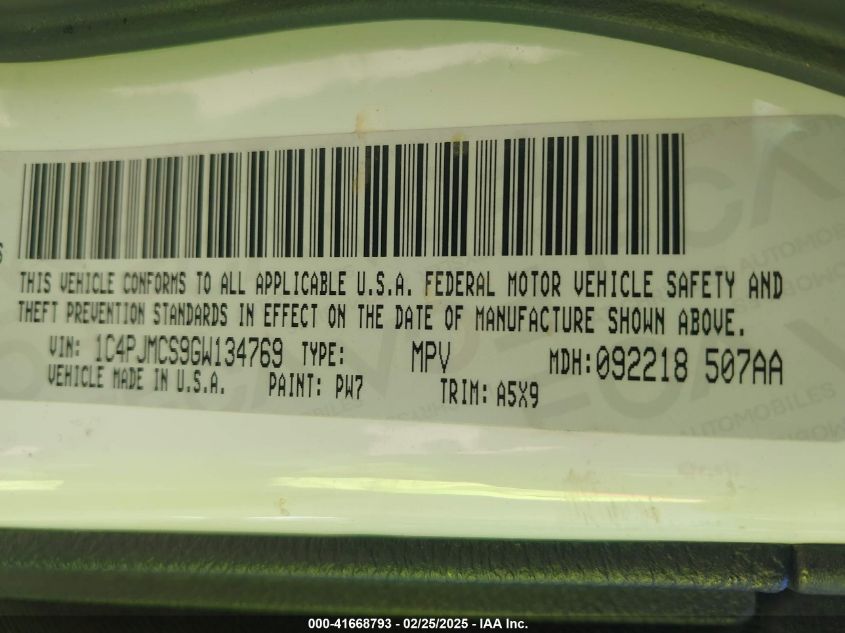 THIS VEHICLE CONFORMS TO ALL APPLICABLE U.S.A. FEDERAL MOTOR VEHICLE SAFETY AND
THEFT PREVENTION STANDARDS IN EFFECT ON THE DATE OF MANUFACTURE SHOWN ABOVE.
VIN: 1C4PJMCS9GW134769 TYPE: MPV MDH:092218 507AA
VEHICLE MADE IN U.S.A. PAINT: PW7 TRIM: A5X9
000-41668793 - 02/25/2025 - IAA Inc.